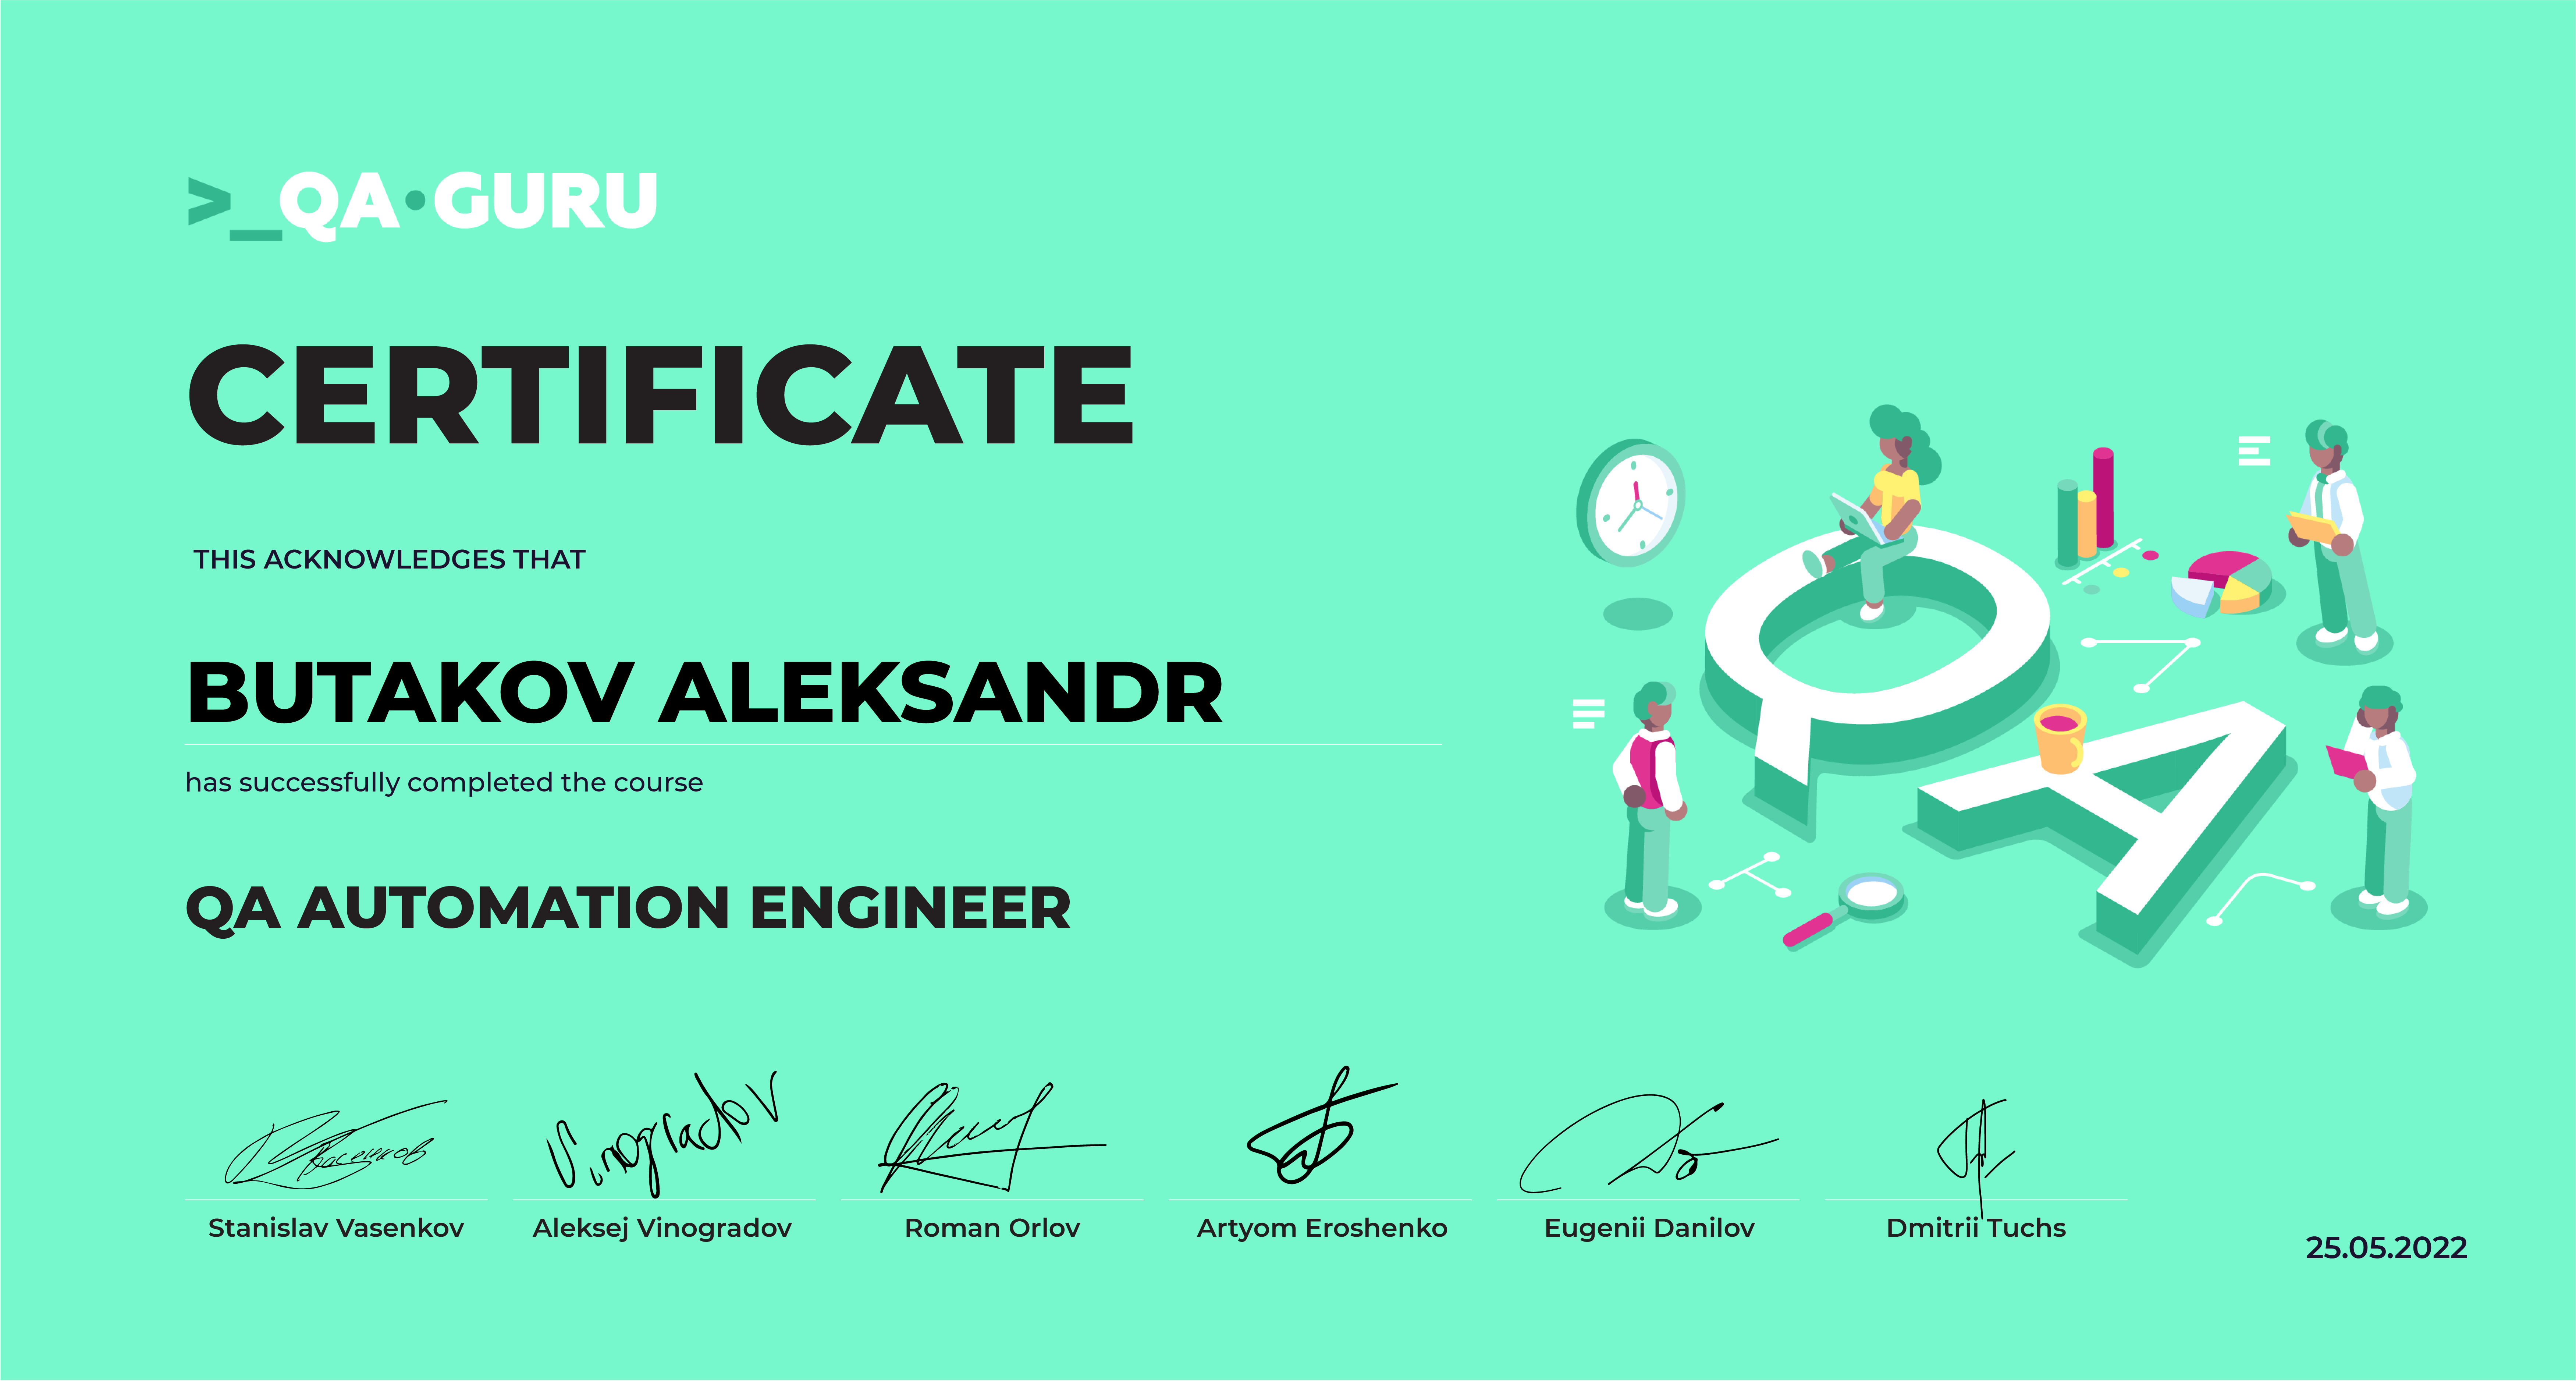 >_QA·GURU
CERTIFICATE
THIS ACKNOWLEDGES THAT
BUTAKOV ALEKSANDR
has successfully completed the course
QA AUTOMATION ENGINEER
QA
Vinogradov
Stanislav Vasenkov
Aleksej Vinogradov
Roman Orlov
Artyom Eroshenko
Eugenii Danilov
Dmitrii Tuchs
25.05.2022